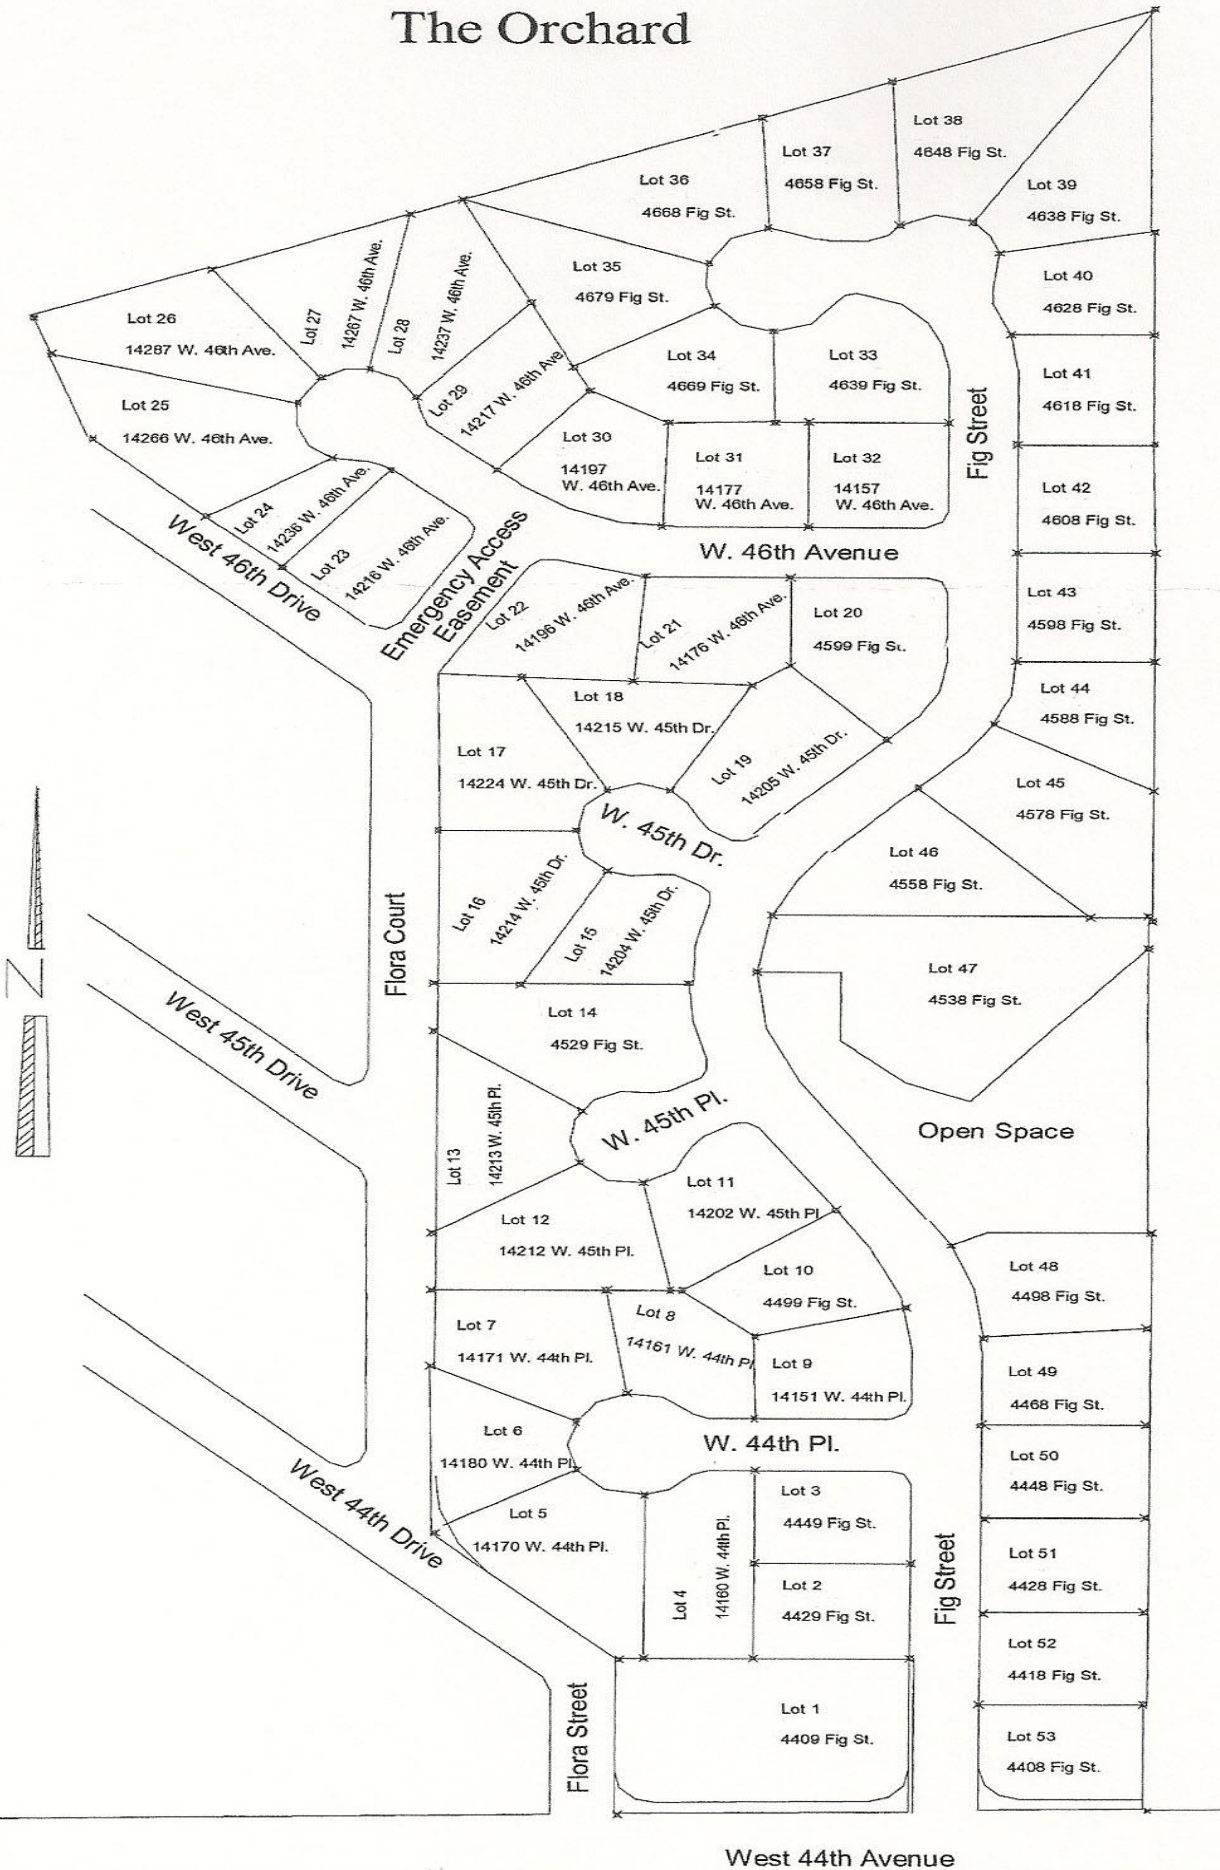 The Orchard
Lot 38
4648 Fig St.
Lot 37
4658 Fig St.
Lot 36
4668 Fig St.
Lot 39
4638 Fig St.
Lot 35
4679 Fig St.
Lot 40
4628 Fig St.
Lot 26
14287 W. 46th Ave.
Lot 27
14267 W. 46th Ave.
Lot 28
14237 W. 46th Ave.
Lot 29
14217 W. 46th Ave.
Lot 34
4669 Fig St.
Lot 33
4639 Fig St.
Lot 41
4618 Fig St.
Lot 25
14266 W. 46th Ave.
Lot 30
14197
W. 46th Ave.
Lot 31
14177
W. 46th Ave.
Lot 32
14157
W. 46th Ave.
Fig Street
Lot 42
4608 Fig St.
Lot 24
14236 W. 46th Ave.
Lot 23
14216 W. 46th Ave.
West 46th Drive
Emergency Access
Easement
W. 46th Avenue
Lot 22
14196 W. 46th Ave.
Lot 21
14176 W. 46th Ave.
Lot 20
4599 Fig St.
Lot 43
4598 Fig St.
Lot 44
4588 Fig St.
Lot 18
14215 W. 45th Dr.
Lot 17
14224 W. 45th Dr.
Lot 19
14205 W. 45th Dr.
Lot 45
4578 Fig St.
W. 45th Dr.
Lot 46
4558 Fig St.
Lot 16
14214 W. 45th Dr.
Lot 15
14204 W. 45th Dr.
Flora Court
N
Lot 47
4538 Fig St.
Lot 14
4529 Fig St.
West 45th Drive
W. 45th Pl.
Open Space
Lot 13
14213 W. 45th Pl.
Lot 11
14202 W. 45th Pl
Lot 12
14212 W. 45th Pl.
Lot 10
4499 Fig St.
Lot 48
4498 Fig St.
Lot 7
14171 W. 44th Pl.
Lot 8
14161 W. 44th Pl
Lot 9
14151 W. 44th Pl.
Lot 49
4468 Fig St.
Lot 6
14180 W. 44th Pl.
W. 44th Pl.
Lot 50
4448 Fig St.
West 44th Drive
Lot 5
14170 W. 44th Pl.
Lot 3
4449 Fig St.
Lot 4
14160 W. 44th Pl.
Lot 2
4429 Fig St.
Fig Street
Lot 51
4428 Fig St.
Lot 52
4418 Fig St.
Flora Street
Lot 1
4409 Fig St.
Lot 53
4408 Fig St.
West 44th Avenue